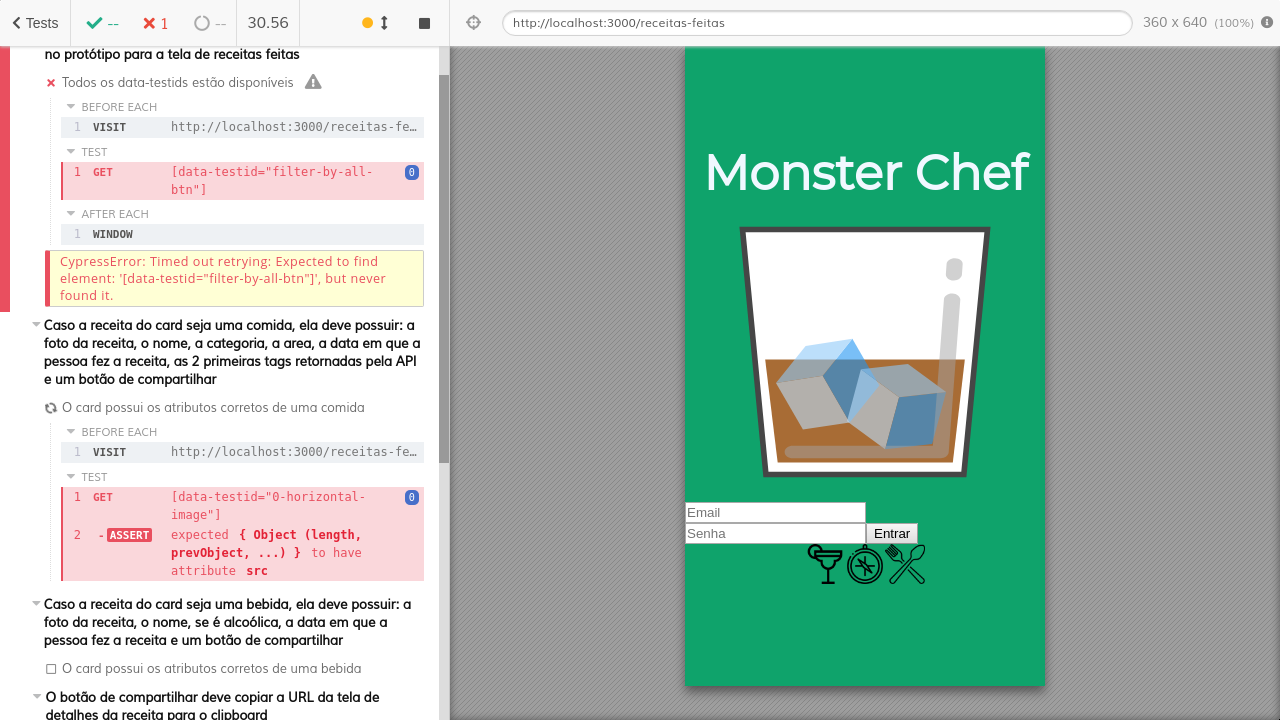 Tests
--
1
--
30.56
http://localhost:3000/receitas-feitas
360 x 640 (100%)
no protótipo para a tela de receitas feitas
Todos os data-testids estão disponíveis
BEFORE EACH
1 VISIT http://localhost:3000/receitas-fe…
TEST
1 GET [data-testid="filter-by-all-
btn"]
0
AFTER EACH
1 WINDOW
CypressError: Timed out retrying: Expected to find
element: '[data-testid="filter-by-all-btn"]', but never
found it.
Caso a receita do card seja uma comida, ela deve possuir: a
foto da receita, o nome, a categoria, a area, a data em que a
pessoa fez a receita, as 2 primeiras tags retornadas pela API
e um botão de compartilhar
O card possui os atributos corretos de uma comida
BEFORE EACH
1 VISIT http://localhost:3000/receitas-fe…
TEST
1 GET [data-testid="0-horizontal-
image"]
0
2 -ASSERT expected { Object (length,
prevObject, ...) } to have
attribute src
Caso a receita do card seja uma bebida, ela deve possuir: a
foto da receita, o nome, se é alcoólica, a data em que a
pessoa fez a receita e um botão de compartilhar
O card possui os atributos corretos de uma bebida
O botão de compartilhar deve copiar a URL da tela de
detalhes da receita para o clipboard
Monster Chef
Email
Senha
Entrar